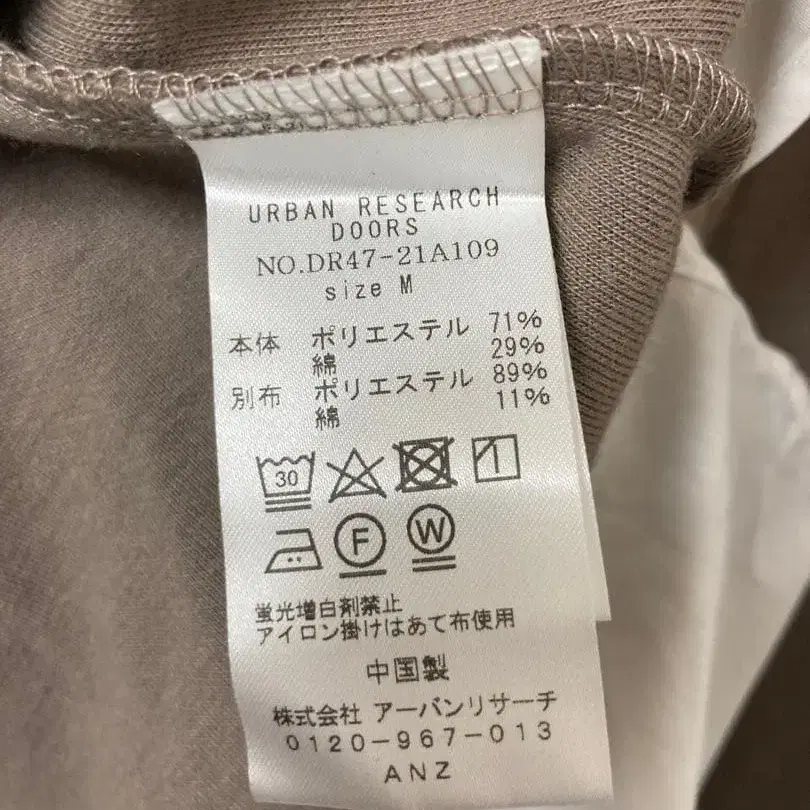 URBAN RESEARCH
DOORS
NO.DR47-21A109
size M
本体 ポリエステル 71%
綿 29%
別布 ポリエステル 89%
綿 11%
30
F
W
蛍光増白剤禁止
アイロン掛けはあて布使用
中国製
株式会社 アーバンリサーチ
0120-967-013
ANZ